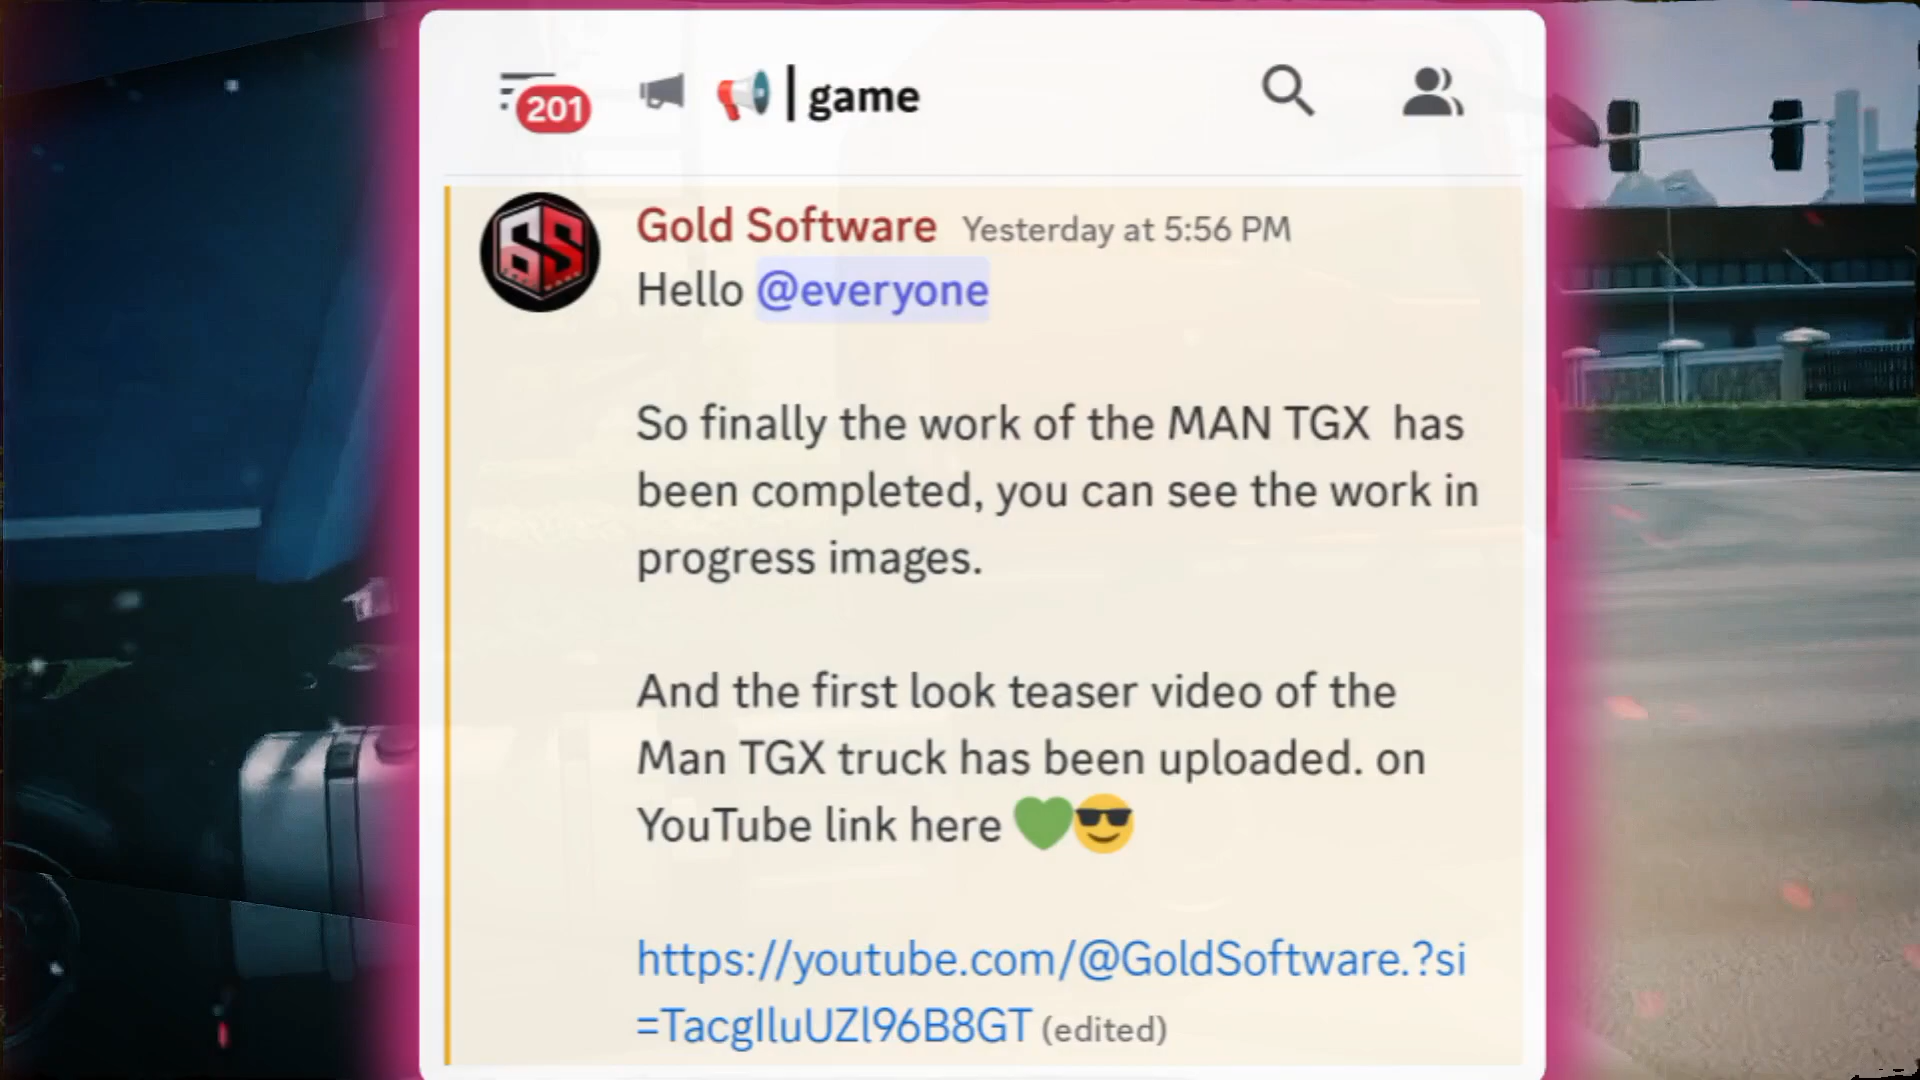 201 | game
Gold Software Yesterday at 5:56 PM
Hello @everyone
So finally the work of the MAN TGX has
been completed, you can see the work in
progress images.
And the first look teaser video of the
Man TGX truck has been uploaded. on
YouTube link here 💚😎
https://youtube.com/@GoldSoftware.?si
=TacgIluUZl96B8GT (edited)